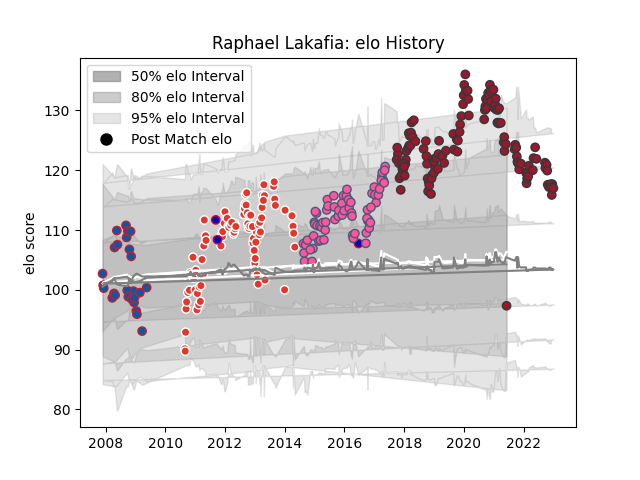 Raphael Lakafia: elo History
50% elo Interval
80% elo Interval
95% elo Interval
Post Match elo
elo score
130
120
110
100
90
80
2008 2010 2012 2014 2016 2018 2020 2022